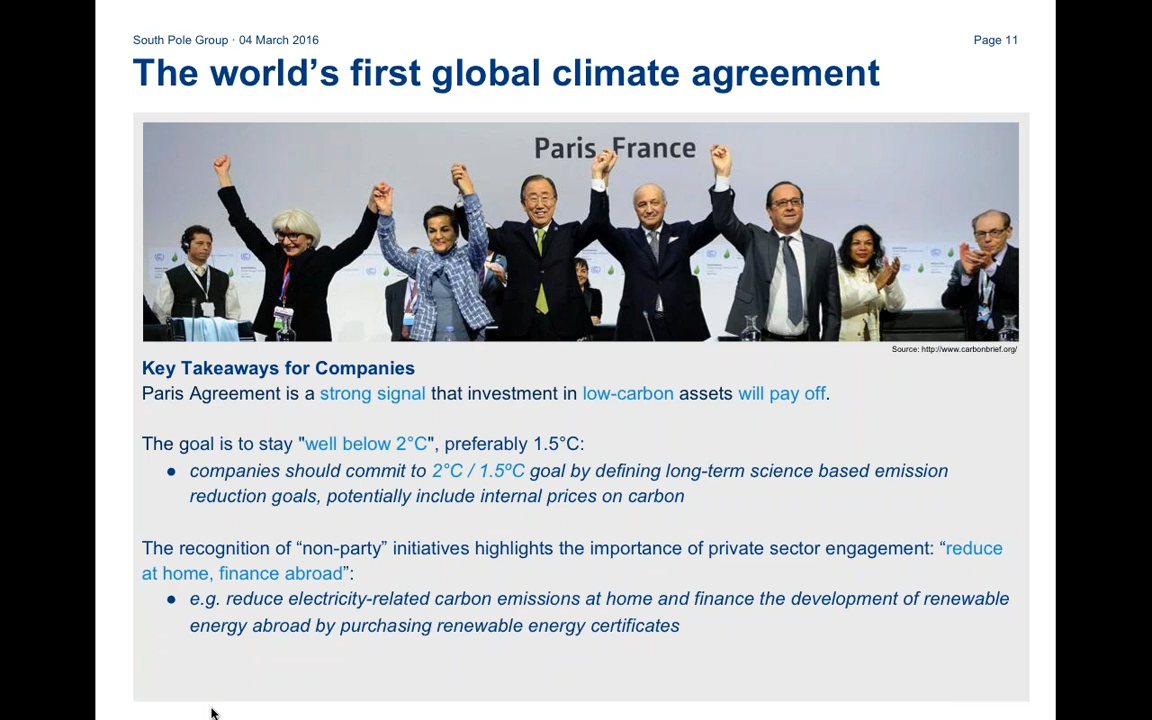 South Pole Group · 04 March 2016
Page 11
The world’s first global climate agreement
Paris, France
Source: http://www.carbonbrief.org/
Key Takeaways for Companies
Paris Agreement is a strong signal that investment in low-carbon assets will pay off.
The goal is to stay "well below 2°C", preferably 1.5°C:
● companies should commit to 2°C / 1.5ºC goal by defining long-term science based emission
reduction goals, potentially include internal prices on carbon
The recognition of “non-party” initiatives highlights the importance of private sector engagement: “reduce
at home, finance abroad”:
● e.g. reduce electricity-related carbon emissions at home and finance the development of renewable
energy abroad by purchasing renewable energy certificates